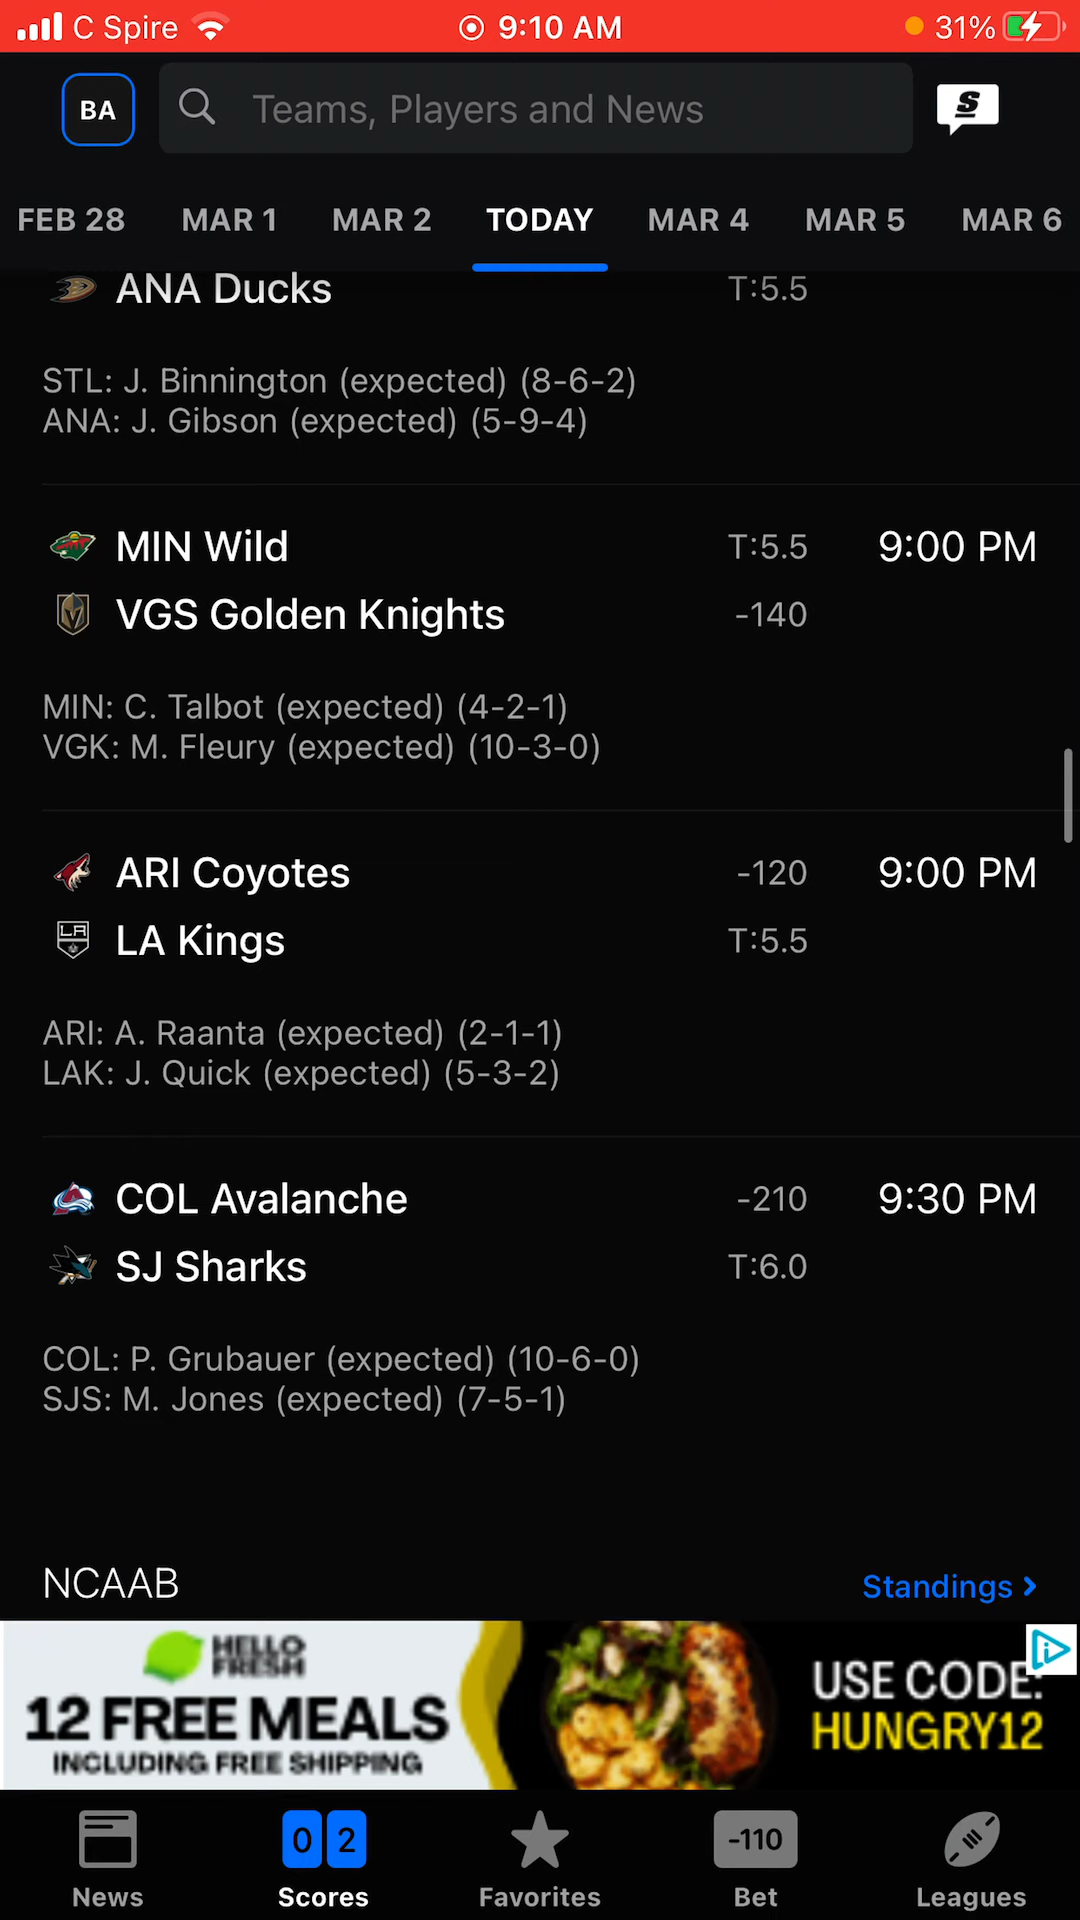 C Spire 9:10 AM 31%
BA Teams, Players and News S
FEB 28 MAR 1 MAR 2 TODAY MAR 4 MAR 5 MAR 6
ANA Ducks T:5.5
STL: J. Binnington (expected) (8-6-2)
ANA: J. Gibson (expected) (5-9-4)
MIN Wild T:5.5 9:00 PM
VGS Golden Knights -140
MIN: C. Talbot (expected) (4-2-1)
VGK: M. Fleury (expected) (10-3-0)
ARI Coyotes -120 9:00 PM
LA Kings T:5.5
ARI: A. Raanta (expected) (2-1-1)
LAK: J. Quick (expected) (5-3-2)
COL Avalanche -210 9:30 PM
SJ Sharks T:6.0
COL: P. Grubauer (expected) (10-6-0)
SJS: M. Jones (expected) (7-5-1)
NCAAB Standings
HELLO
FRESH
12 FREE MEALS
INCLUDING FREE SHIPPING
USE CODE:
HUNGRY12
0 2 -110
News Scores Favorites Bet Leagues